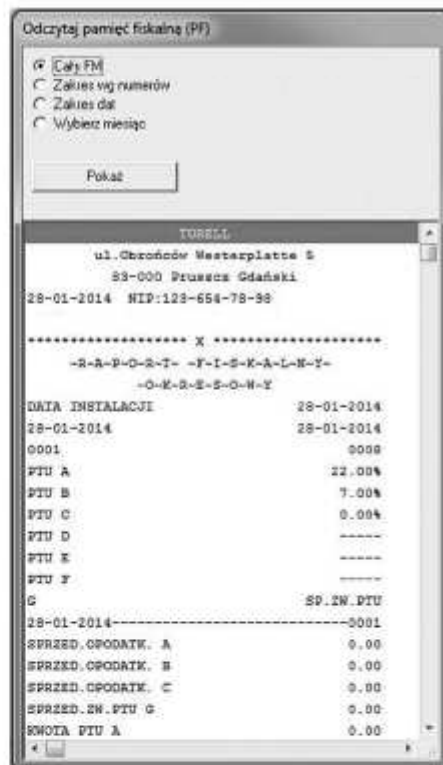 Odczytaj pamięć fiskalną (PF)
Cały FM
Zakres wg numerów
Zakres dat
Wybierz miesiąc
Pokaż
TORELL
ul.Obrońców Westerplatte 5
83-000 Pruszcz Gdański
28-01-2014 NIP:123-654-78-98
******************* X ********************
-R-A-P-O-R-T- -F-I-S-K-A-L-N-Y-
-O-K-R-E-S-O-W-Y
DATA INSTALACJI 28-01-2014
28-01-2014 28-01-2014
0001 0008
PTU A 22.00%
PTU B 7.00%
PTU C 0.00%
PTU D -----
PTU E -----
PTU F -----
G SP.ZW.PTU
28-01-2014----------------------------0001
SPRZED.OPODATK. A 0.00
SPRZED.OPODATK. B 0.00
SPRZED.OPODATK. C 0.00
SPRZED.ZW.PTU G 0.00
KWOTA PTU A 0.00